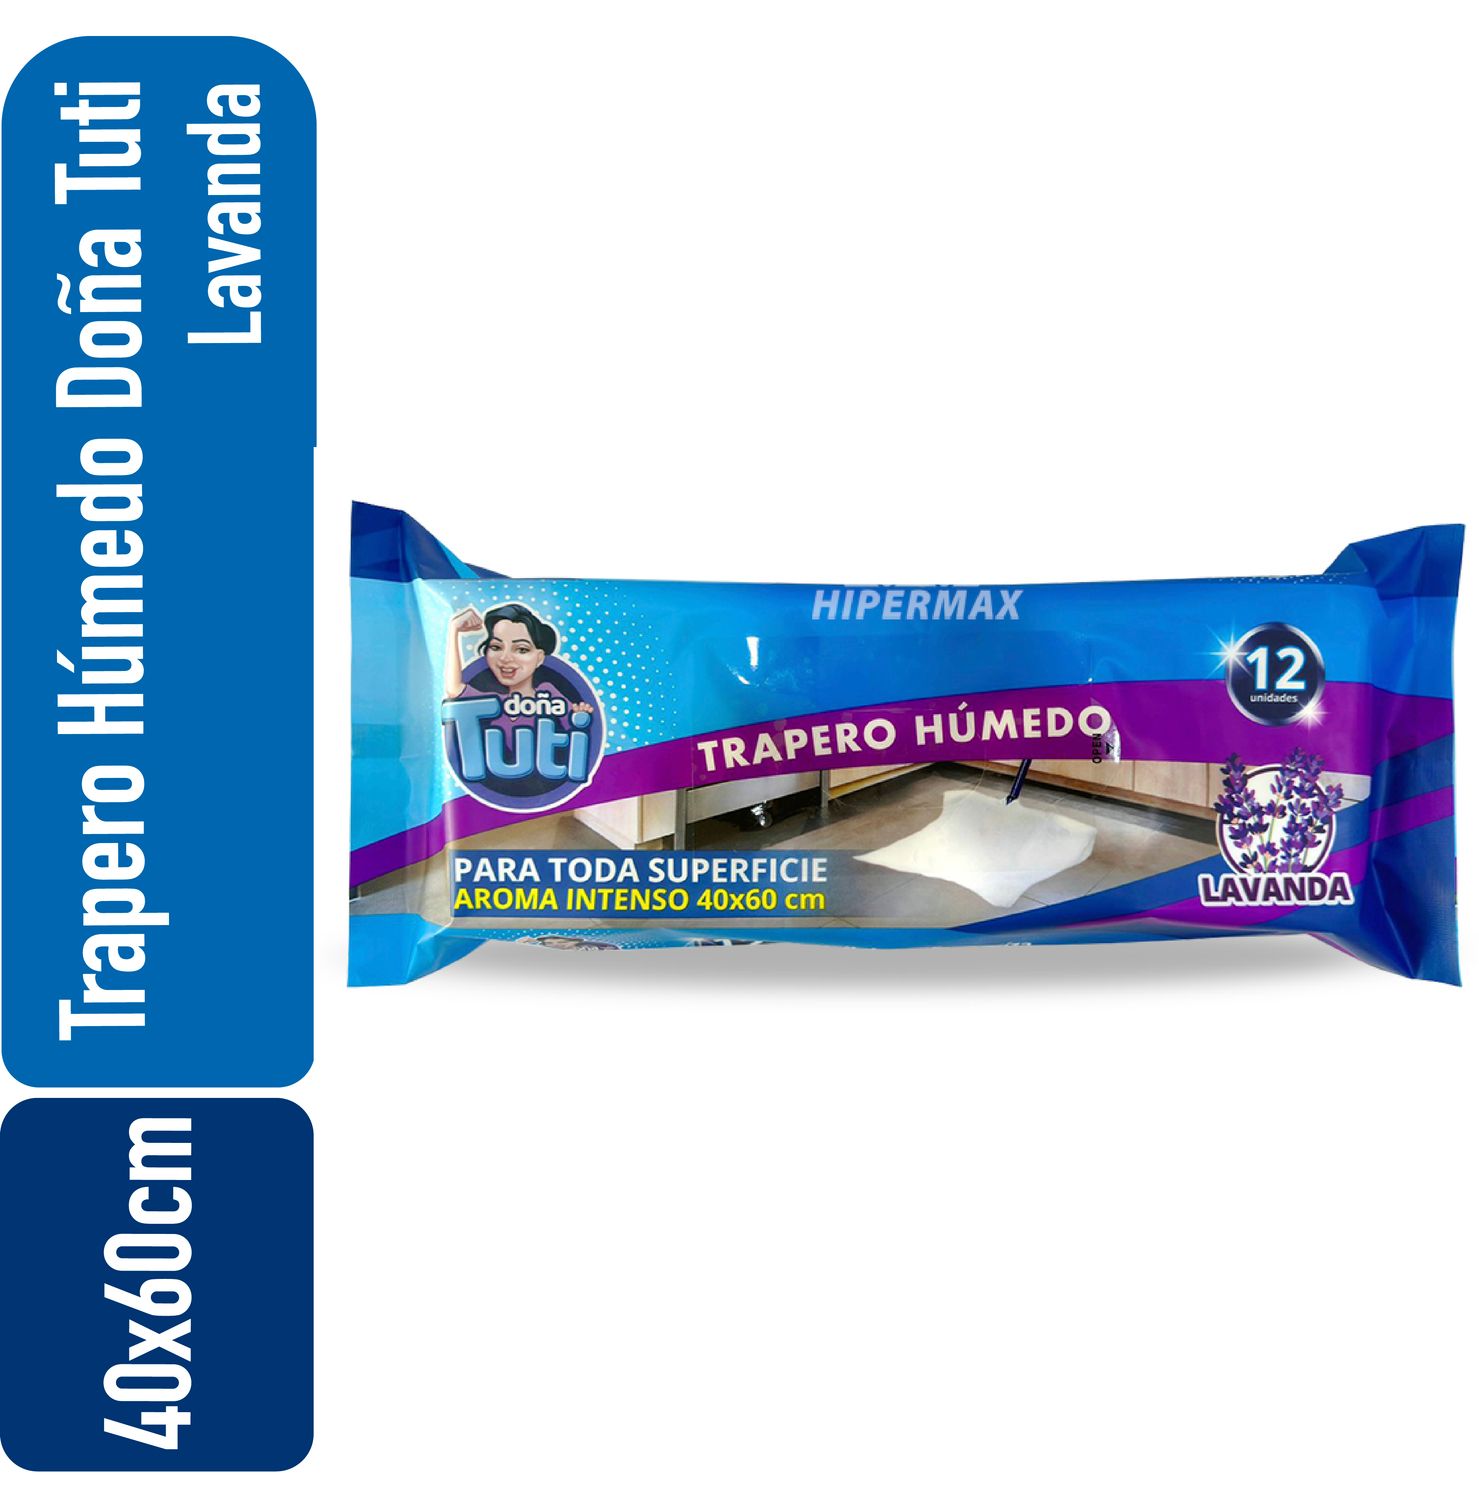 Trapero Húmedo Doña Tuti
Lavanda
40x60cm
HIPERMAX
doña
Tuti
12
unidades
TRAPERO HÚMEDO
OPEN
PARA TODA SUPERFICIE
AROMA INTENSO 40x60 cm
LAVANDA